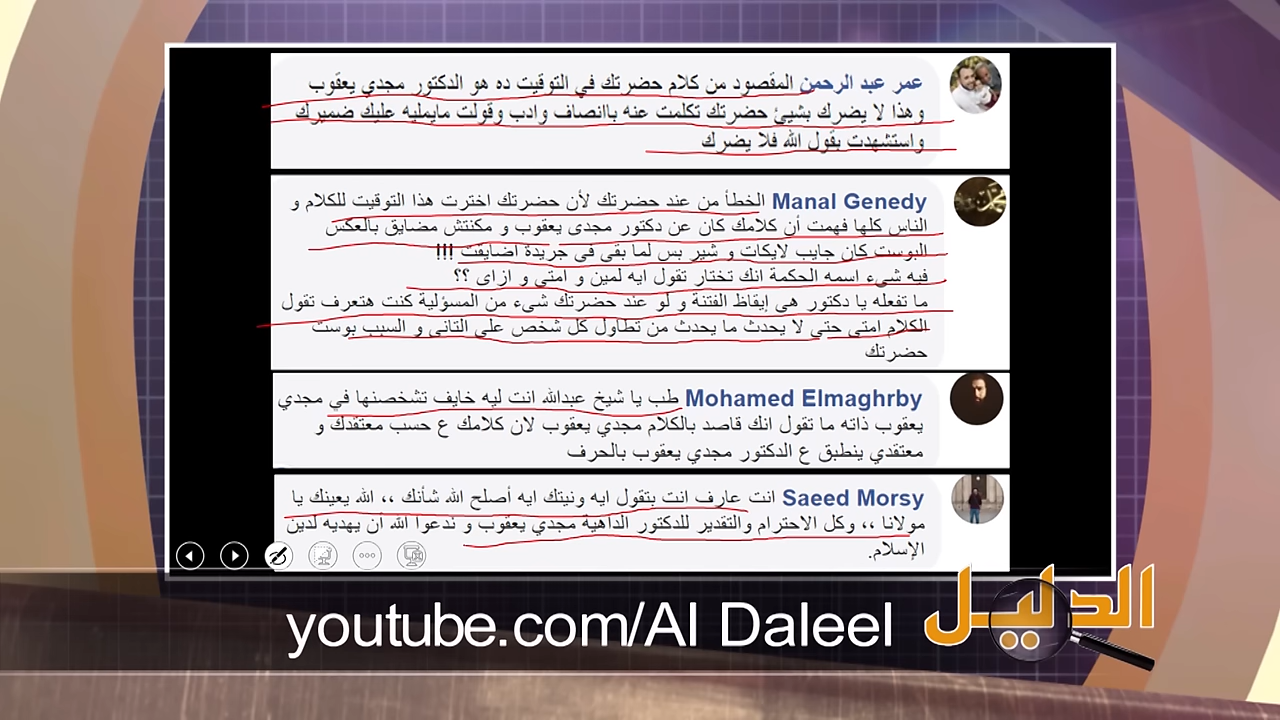 عمر عبد الرحمن المقصود من كلام حضرتك في التوقيت ده هو الدكتور مجدي يعقوب
وهذا لا يضرك بشيئ حضرتك تكلمت عنه باانصاف وادب وقولت مايمليه عليك ضميرك
واستشهدت بقول الله فلا يضرك
Manal Genedy الخطأ من عند حضرتك لأن حضرتك اخترت هذا التوقيت للكلام و
الناس كلها فهمت أن كلامك كان عن دكتور مجدى يعقوب و مكنتش مضايق بالعكس
البوست كان جايب لايكات و شير بس لما بقى فى جريدة اضايقت !!!
فيه شىء اسمه الحكمة انك تختار تقول ايه لمين و امتى و ازاى ؟؟
ما تفعله يا دكتور هى إيقاظ الفتنة و لو عند حضرتك شىء من المسؤلية كنت هتعرف تقول
الكلام امتى حتى لا يحدث ما يحدث من تطاول كل شخص على التانى و السبب بوست
حضرتك
Mohamed Elmaghrby طب يا شيخ عبدالله انت ليه خايف تشخصنها في مجدي
يعقوب ذاته ما تقول انك قاصد بالكلام مجدي يعقوب لان كلامك ع حسب معتقدك و
معتقدي ينطبق ع الدكتور مجدي يعقوب بالحرف
Saeed Morsy انت عارف انت بتقول ايه ونيتك ايه أصلح الله شأنك ،، الله يعينك يا
مولانا ،، وكل الاحترام والتقدير للدكتور الداهية مجدي يعقوب و ندعوا الله أن يهديه لدين
الإسلام.
youtube.com/Al Daleel
الدليل